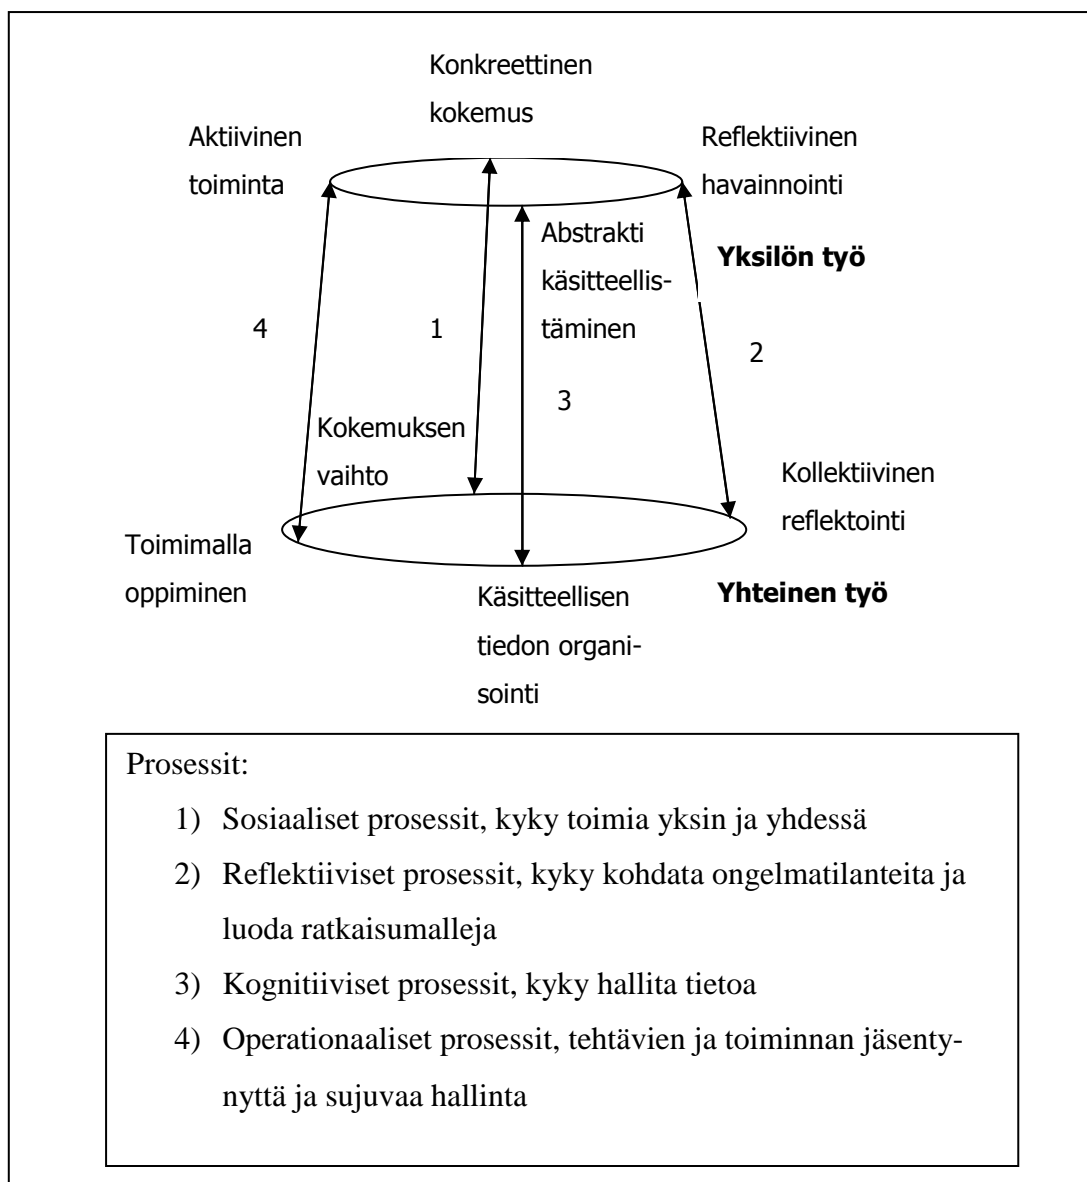 Konkreettinen
kokemus
Aktiivinen
toiminta
Reflektiivinen
havainnointi
Abstrakti
käsitteellis-
täminen
Yksilön työ
4
1
2
3
Kokemuksen
vaihto
Kollektiivinen
reflektointi
Toimimalla
oppiminen
Käsitteellisen
tiedon organi-
sointi
Yhteinen työ
Prosessit:
1) Sosiaaliset prosessit, kyky toimia yksin ja yhdessä
2) Reflektiiviset prosessit, kyky kohdata ongelmatilanteita ja
luoda ratkaisumalleja
3) Kognitiiviset prosessit, kyky hallita tietoa
4) Operationaaliset prosessit, tehtävien ja toiminnan jäsenty-
nyttä ja sujuvaa hallinta